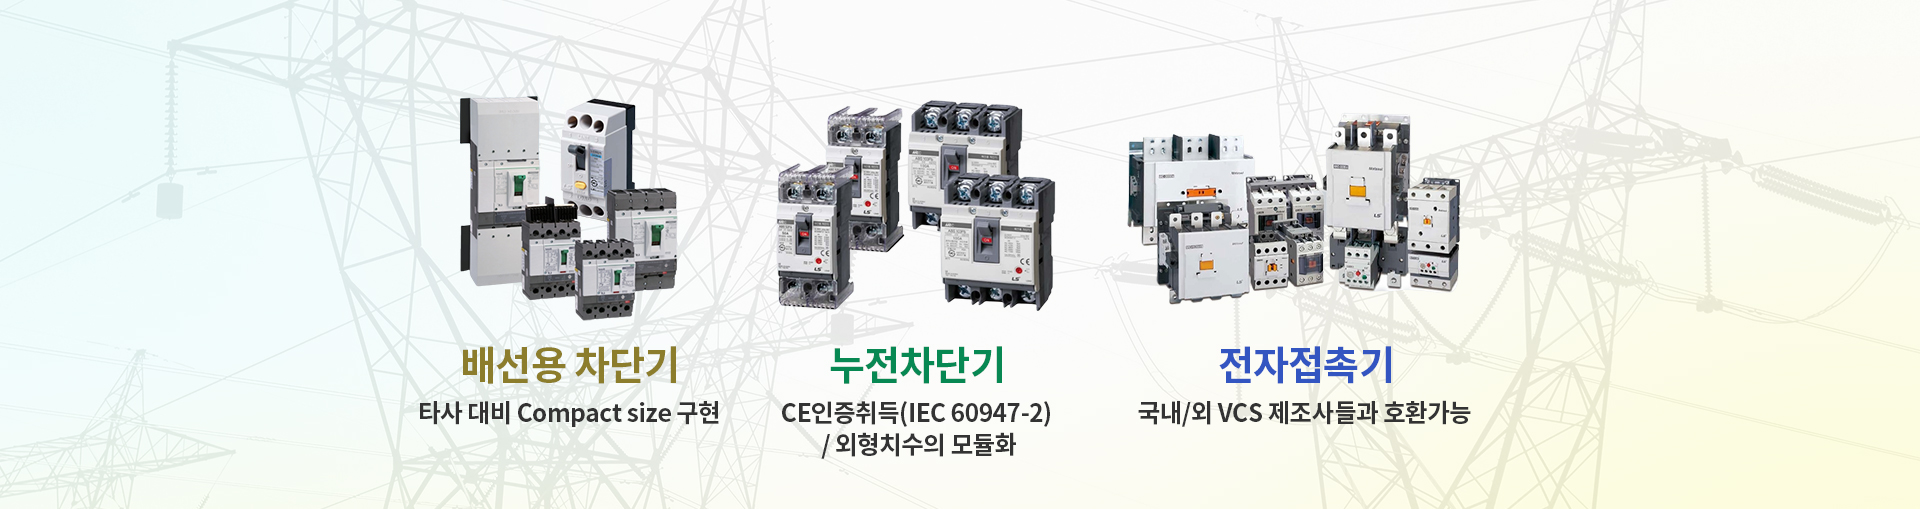 배선용 차단기
타사 대비 Compact size 구현
누전차단기
CE인증취득(IEC 60947-2)
/ 외형치수의 모듈화
전자접촉기
국내/외 VCS 제조사들과 호환가능